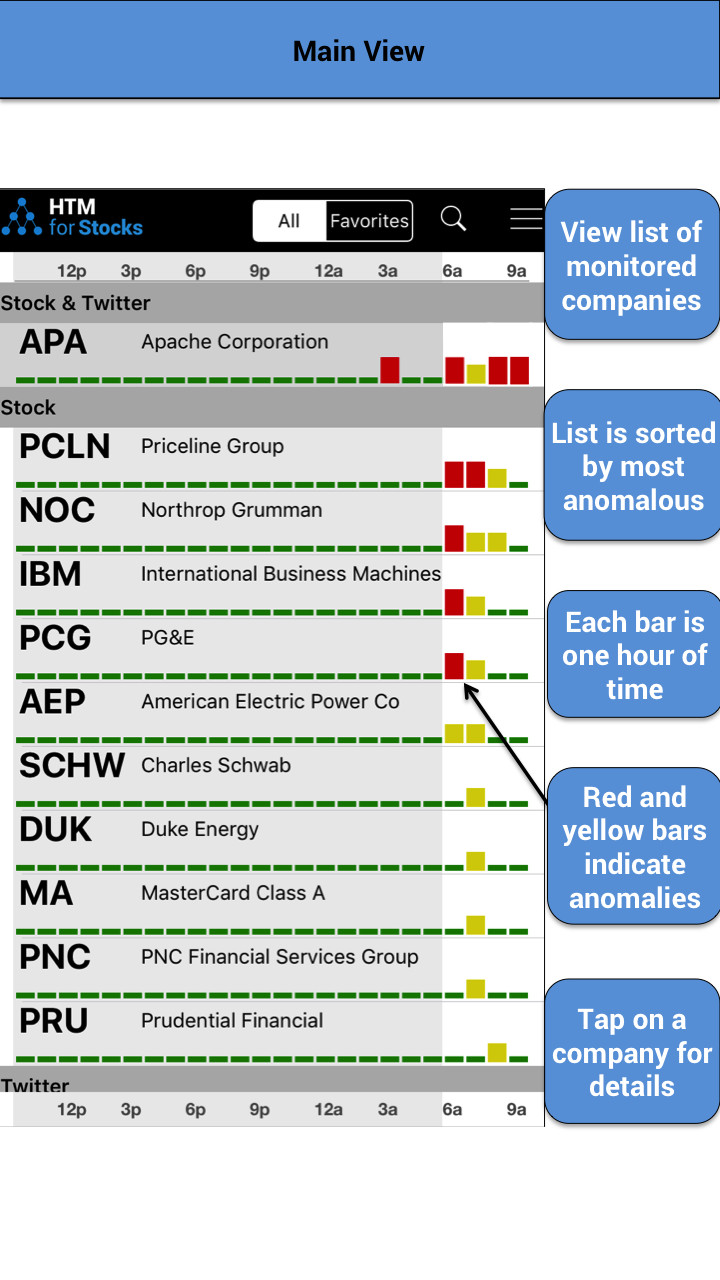 Main View
HTM
for Stocks
All
Favorites
12p 3p 6p 9p 12a 3a 6a 9a
Stock & Twitter
APA Apache Corporation
Stock
PCLN Priceline Group
NOC Northrop Grumman
IBM International Business Machines
PCG PG&E
AEP American Electric Power Co
SCHW Charles Schwab
DUK Duke Energy
MA MasterCard Class A
PNC PNC Financial Services Group
PRU Prudential Financial
Twitter
12p 3p 6p 9p 12a 3a 6a 9a
View list of
monitored
companies
List is sorted
by most
anomalous
Each bar is
one hour of
time
Red and
yellow bars
indicate
anomalies
Tap on a
company for
details